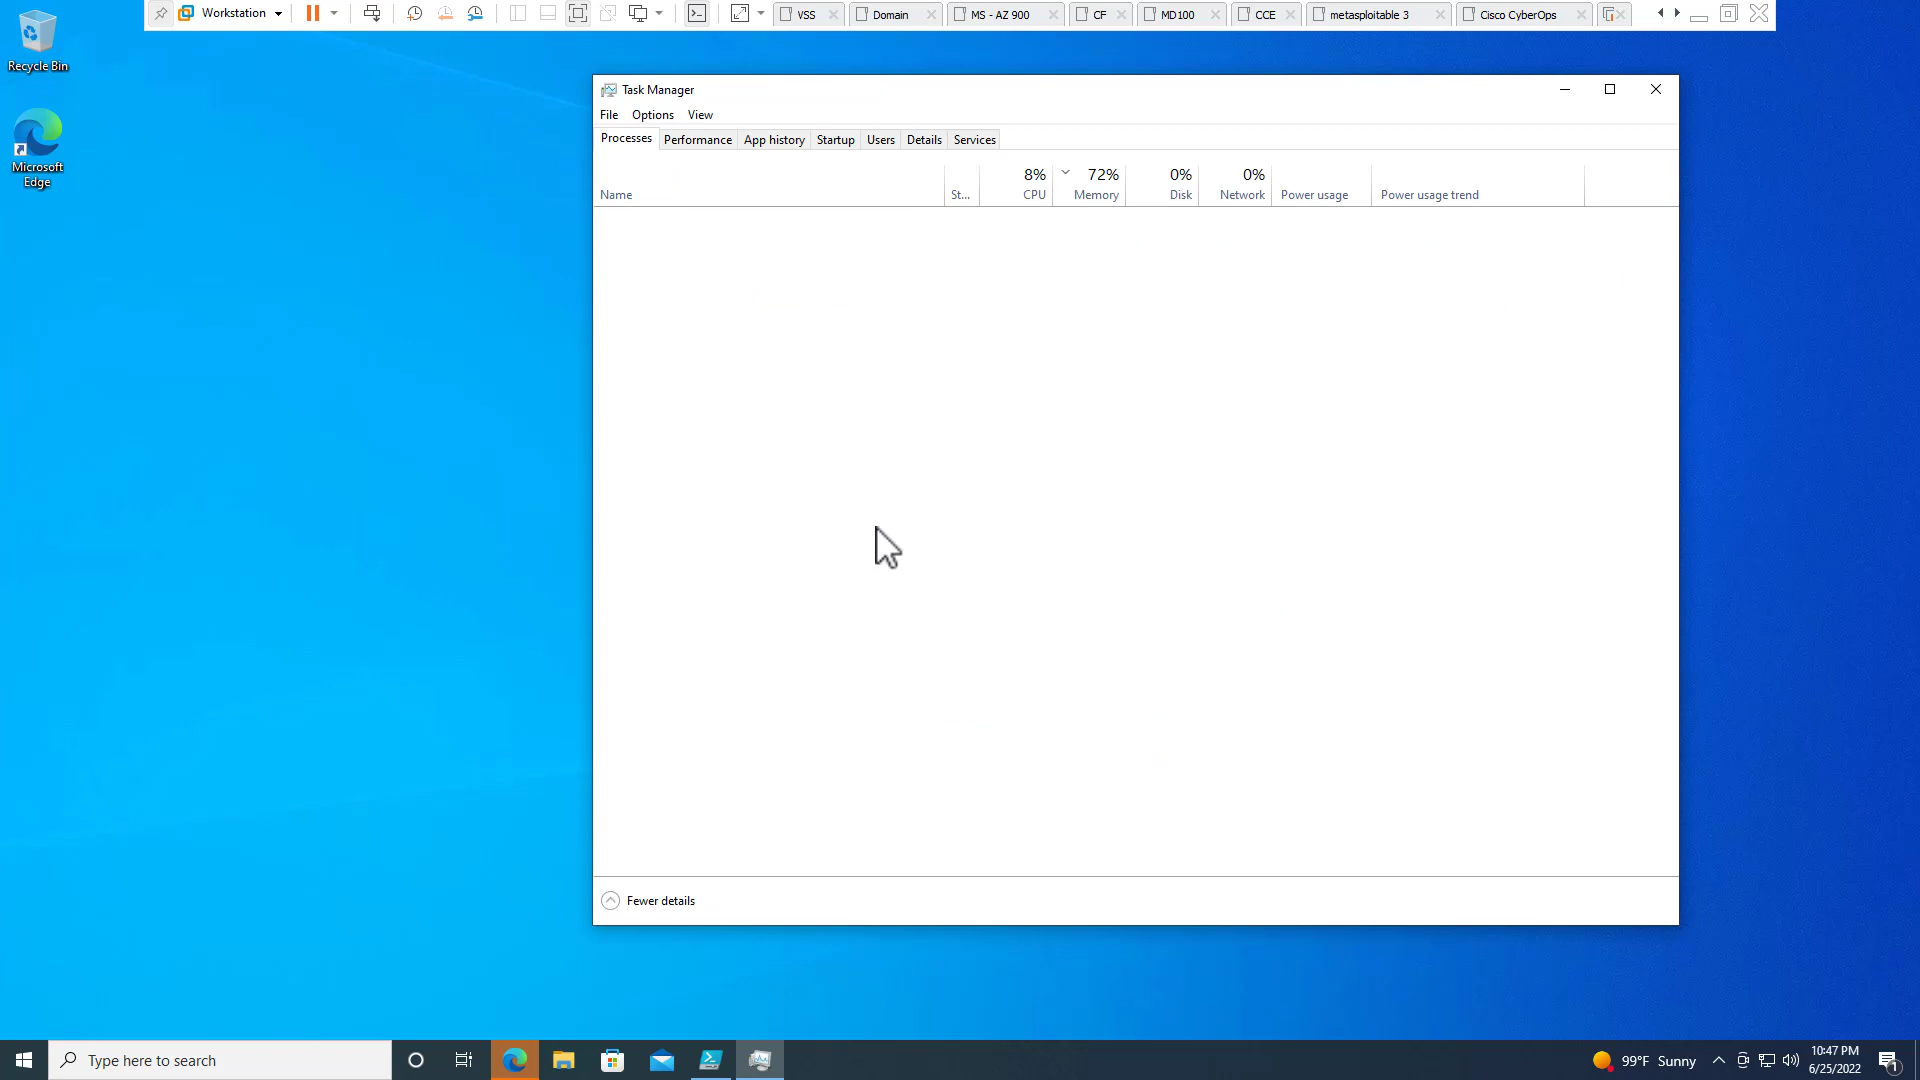 Workstation
VSS
Domain
MS - AZ 900
CF
MD100
CCE
metasploitable 3
Cisco CyberOps
Recycle Bin
Microsoft
Edge
Task Manager
File Options View
Processes Performance App history Startup Users Details Services
8% 72% 0% 0%
Name St... CPU Memory Disk Network Power usage Power usage trend
Fewer details
Type here to search
99°F Sunny
10:47 PM
6/25/2022
1